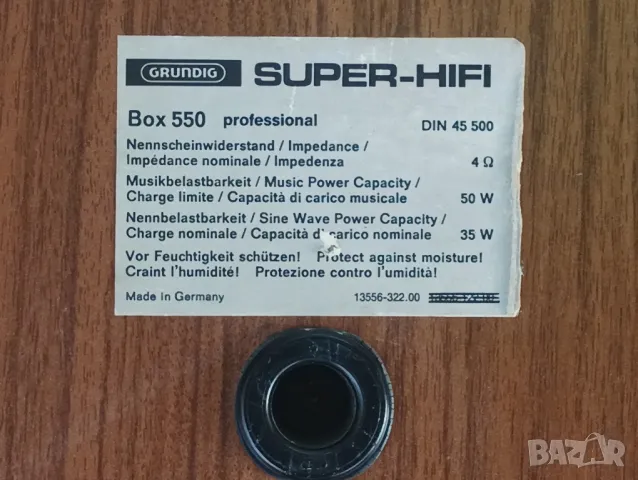 GRUNDIG SUPER-HIFI
Box 550 professional DIN 45 500
Nennscheinwiderstand / Impedance /
Impédance nominale / Impedenza 4 Ω
Musikbelastbarkeit / Music Power Capacity /
Charge limite / Capacità di carico musicale 50 W
Nennbelastbarkeit / Sine Wave Power Capacity /
Charge nominale / Capacità di carico nominale 35 W
Vor Feuchtigkeit schützen! Protect against moisture!
Craint l'humidité! Protezione contro l'umidità!
Made in Germany 13556-322.00
BAZAR